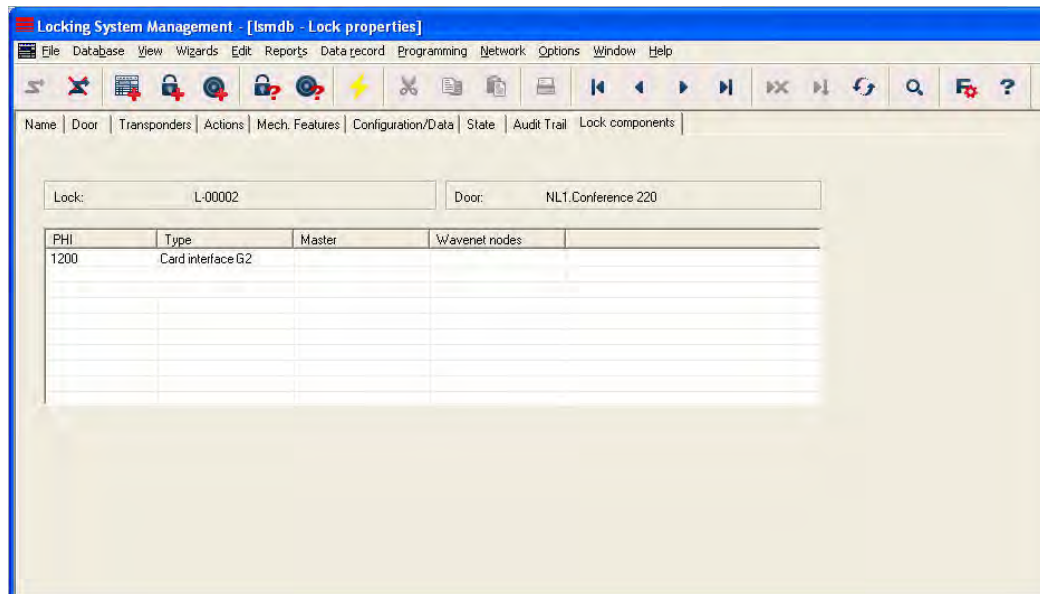 Locking System Management - [lsmdb - Lock properties]
File Database View Wizards Edit Reports Data record Programming Network Options Window Help
Name Door Transponders Actions Mech. Features Configuration/Data State Audit Trail Lock components
Lock: L-00002 Door: NL1.Conference 220
PHI Type Master Wavenet nodes
1200 Card interface G2